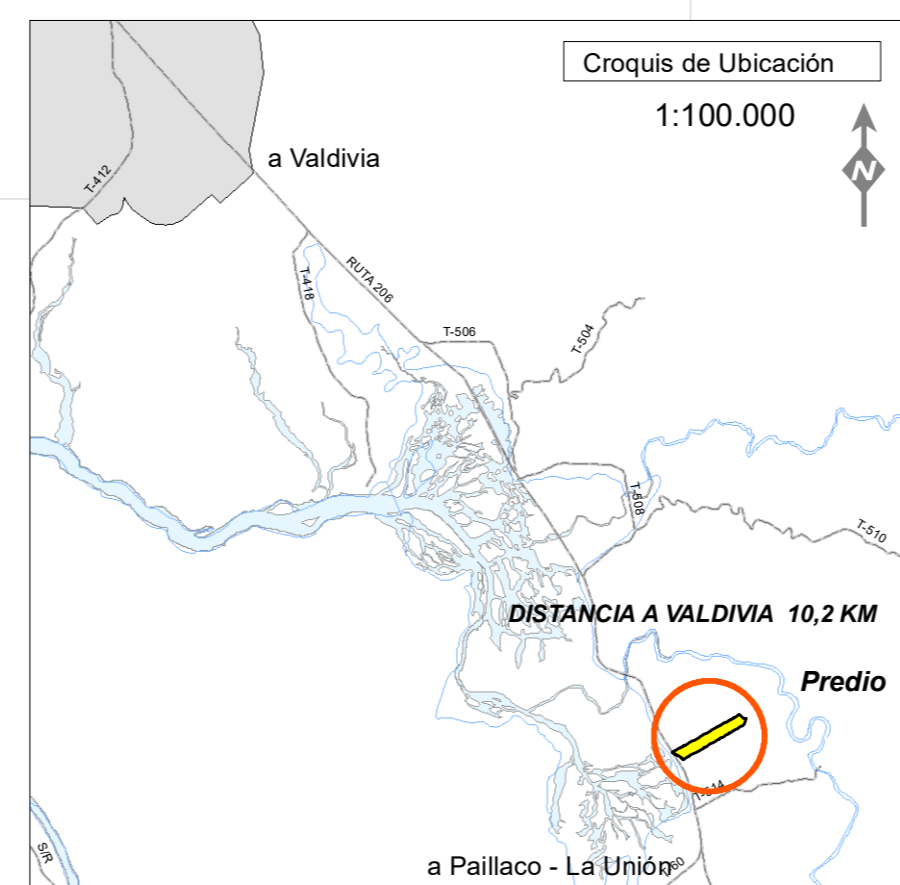 Croquis de Ubicación
1:100.000
N
a Valdivia
T-412
RUTA 206
T-418
T-506
T-504
T-508
T-510
DISTANCIA A VALDIVIA 10,2 KM
Predio
T-514
S/R
a Paillaco - La Unión